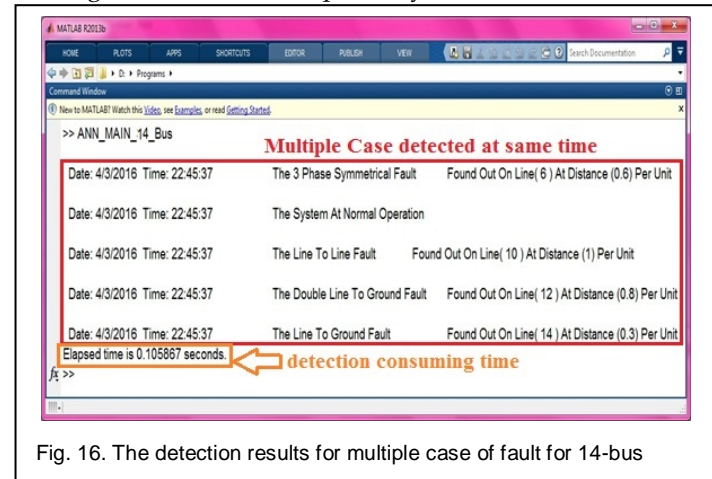 MATLAB R2013b
HOME PLOTS APPS SHORTCUTS EDITOR PUBLISH VIEW Search Documentation
D: Programs
Command Window
New to MATLAB? Watch this Video, see Examples, or read Getting Started. x
>> ANN_MAIN_14_Bus
Multiple Case detected at same time
Date: 4/3/2016 Time: 22:45:37 The 3 Phase Symmetrical Fault Found Out On Line( 6 ) At Distance (0.6) Per Unit
Date: 4/3/2016 Time: 22:45:37 The System At Normal Operation
Date: 4/3/2016 Time: 22:45:37 The Line To Line Fault Found Out On Line( 10 ) At Distance (1) Per Unit
Date: 4/3/2016 Time: 22:45:37 The Double Line To Ground Fault Found Out On Line( 12 ) At Distance (0.8) Per Unit
Date: 4/3/2016 Time: 22:45:37 The Line To Ground Fault Found Out On Line( 14 ) At Distance (0.3) Per Unit
Elapsed time is 0.105867 seconds.
detection consuming time
fx >>
Fig. 16. The detection results for multiple case of fault for 14-bus